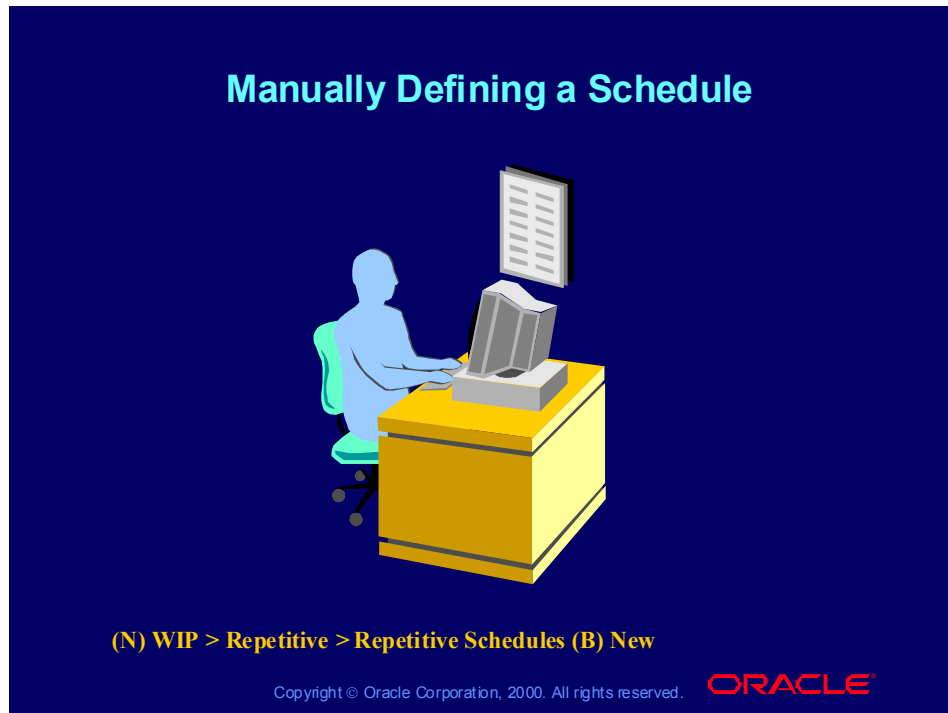 Manually Defining a Schedule
(N) WIP > Repetitive > Repetitive Schedules (B) New
Copyright © Oracle Corporation, 2000. All rights reserved.
ORACLE®